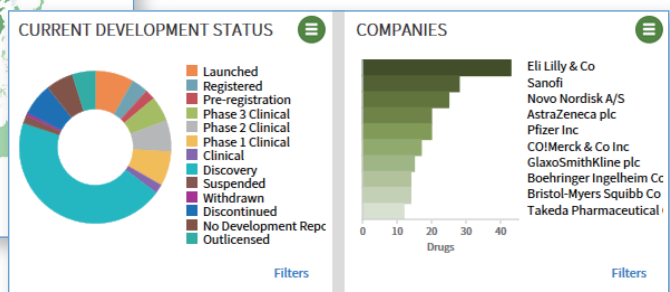 CURRENT DEVELOPMENT STATUS
Launched
Registered
Pre-registration
Phase 3 Clinical
Phase 2 Clinical
Phase 1 Clinical
Clinical
Discovery
Suspended
Withdrawn
Discontinued
No Development Repo
Outlicensed
Filters
COMPANIES
Eli Lilly & Co
Sanofi
Novo Nordisk A/S
AstraZeneca plc
Pfizer Inc
CO!Merck & Co Inc
GlaxoSmithKline plc
Boehringer Ingelheim Co
Bristol-Myers Squibb Co
Takeda Pharmaceutical
0 10 20 30 40
Drugs
Filters